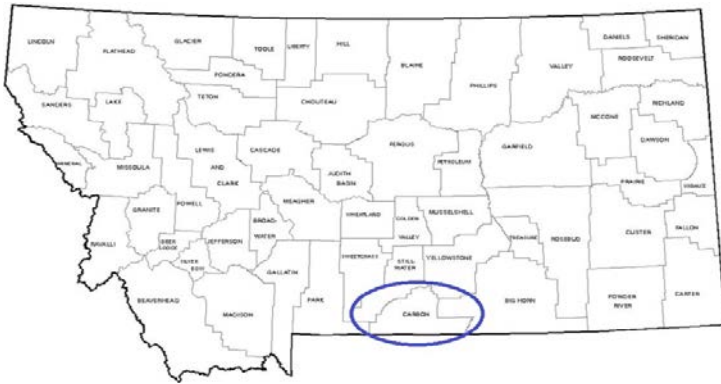 LINCOLN
FLATHEAD
GLACIER
TOOLE
LIBERTY
HILL
BLAINE
PHILLIPS
VALLEY
DANIELS
SHERIDAN
ROOSEVELT
PONDERA
TETON
CHOUTEAU
SANDERS
LAKE
MINERAL
MISSOULA
LEWIS
AND
CLARK
CASCADE
JUDITH
BASIN
FERGUS
PETROLEUM
GARFIELD
MCCONE
RICHLAND
DAWSON
PRAIRIE
WIBAUX
POWELL
GRANITE
RAVALLI
DEER
LODGE
SILVER
BOW
JEFFERSON
BROAD-
WATER
MEAGHER
WHEATLAND
GOLDEN
VALLEY
MUSSELSHELL
TREASURE
ROSEBUD
CUSTER
FALLON
BEAVERHEAD
MADISON
GALLATIN
PARK
SWEETGRASS
STILL-
WATER
YELLOWSTONE
CARBON
BIG HORN
POWDER
RIVER
CARTER